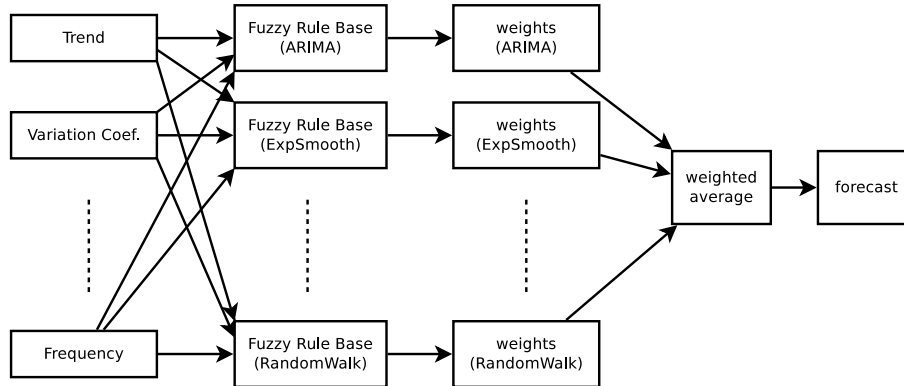 Trend
Fuzzy Rule Base
(ARIMA)
weights
(ARIMA)
Variation Coef.
Fuzzy Rule Base
(ExpSmooth)
weights
(ExpSmooth)
weighted
average
forecast
Frequency
Fuzzy Rule Base
(RandomWalk)
weights
(RandomWalk)